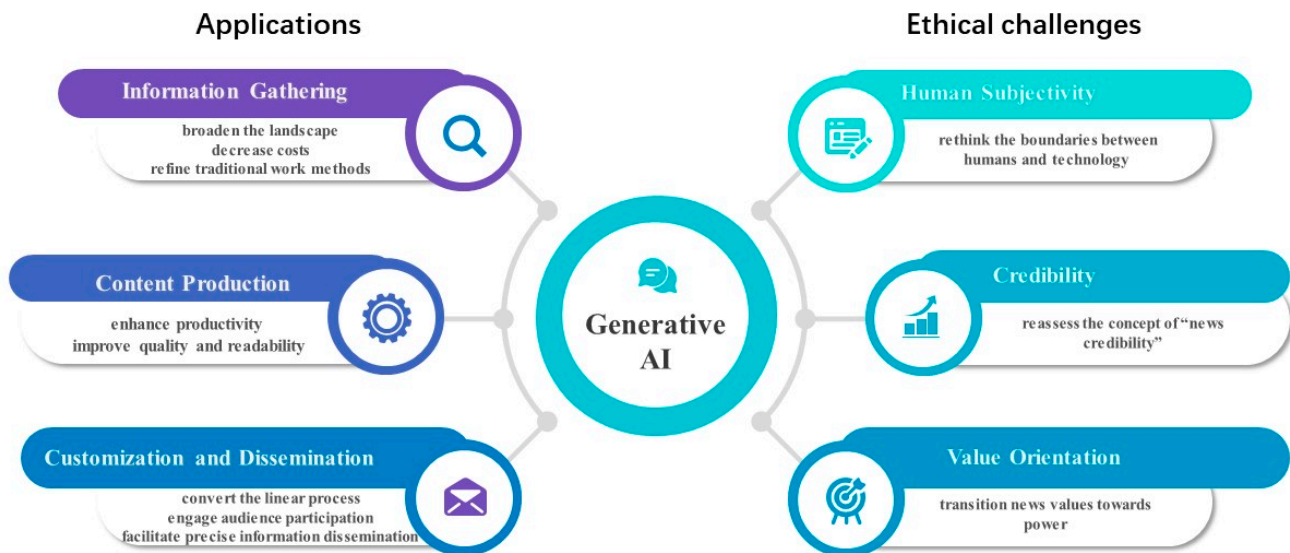 Applications
Information Gathering
broaden the landscape
decrease costs
refine traditional work methods
Content Production
enhance productivity
improve quality and readability
Customization and Dissemination
convert the linear process
engage audience participation
facilitate precise information dissemination
Generative
AI
Ethical challenges
Human Subjectivity
rethink the boundaries between
humans and technology
Credibility
reassess the concept of “news
credibility”
Value Orientation
transition news values towards
power